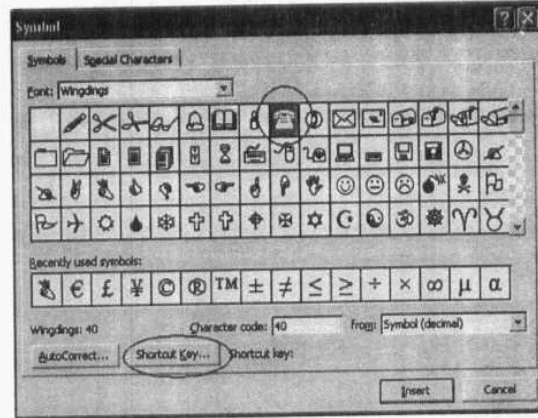 Symbol
Symbols Special Characters
Font: Wingdings
Recently used symbols:
€ £ ¥ © ® ™ ± ≠ ≤ ≥ ÷ × ∞ µ α
Wingdings: 40 Character code: 40 from: Symbol (decimal)
AutoCorrect... Shortcut Key... Shortcut key:
Insert Cancel